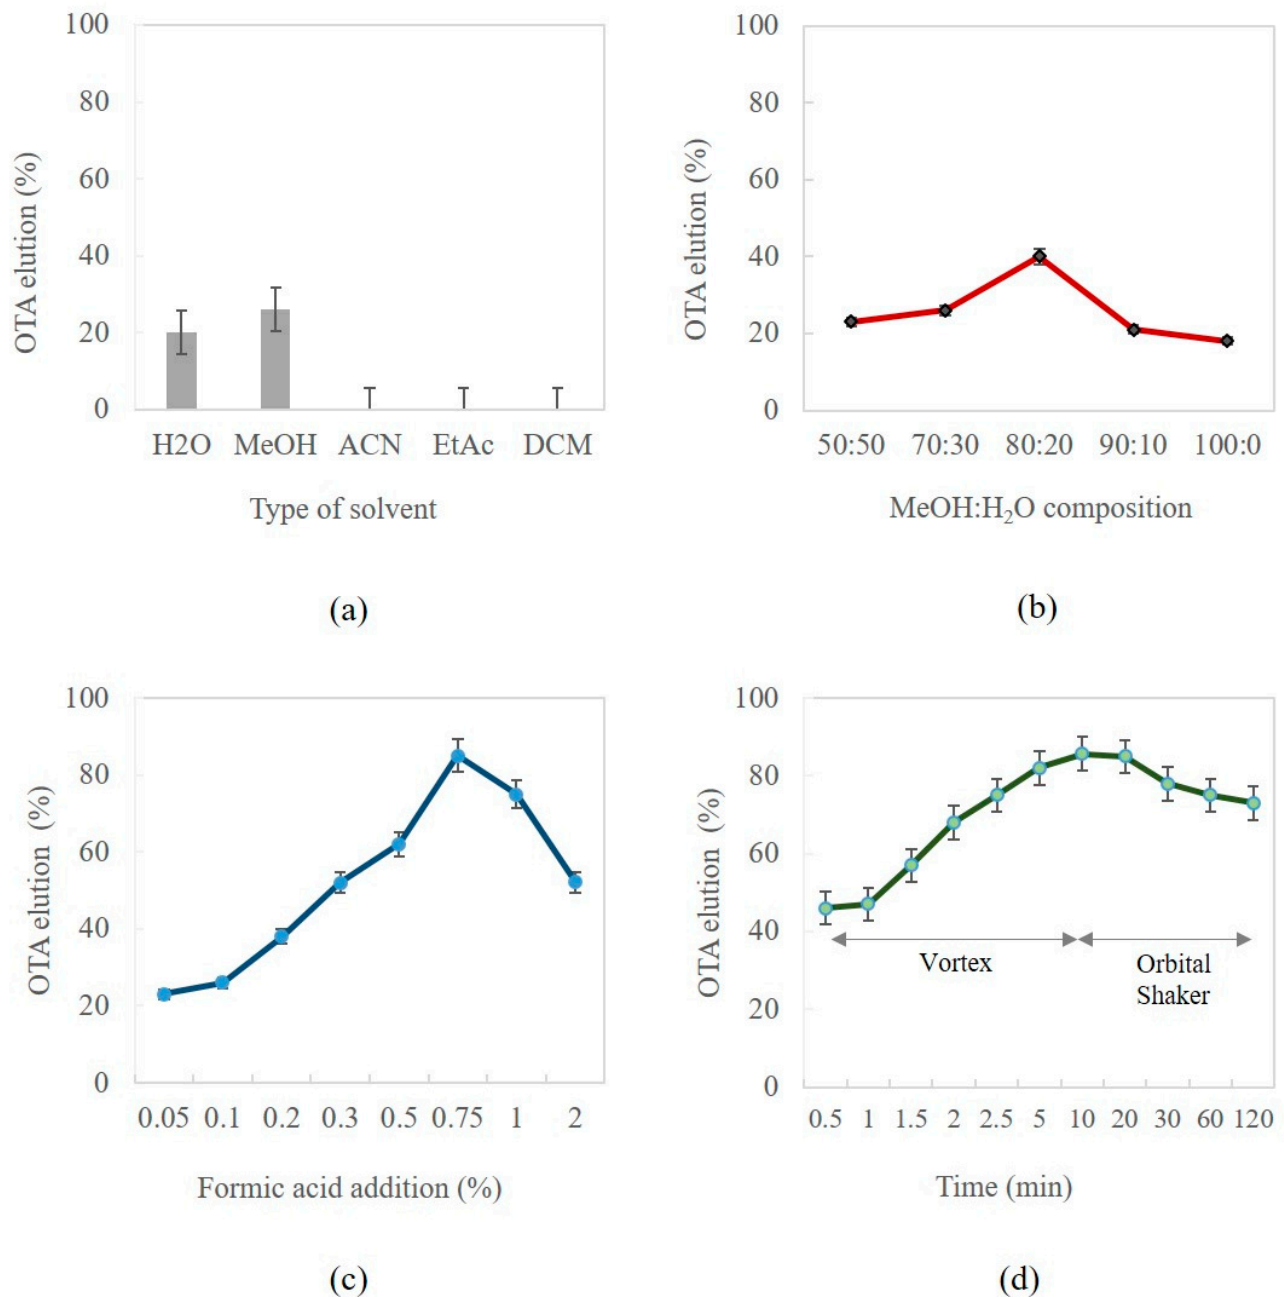 100
80
60
40
20
0
OTA elution (%)
H2O MeOH ACN EtAc DCM
Type of solvent
(a)
100
80
60
40
20
0
OTA elution (%)
50:50 70:30 80:20 90:10 100:0
MeOH:H₂O composition
(b)
100
80
60
40
20
0
OTA elution (%)
0.05 0.1 0.2 0.3 0.5 0.75 1 2
Formic acid addition (%)
(c)
100
80
60
40
20
0
OTA elution (%)
Vortex
Orbital
Shaker
0.5 1 1.5 2 2.5 5 10 20 30 60 120
Time (min)
(d)